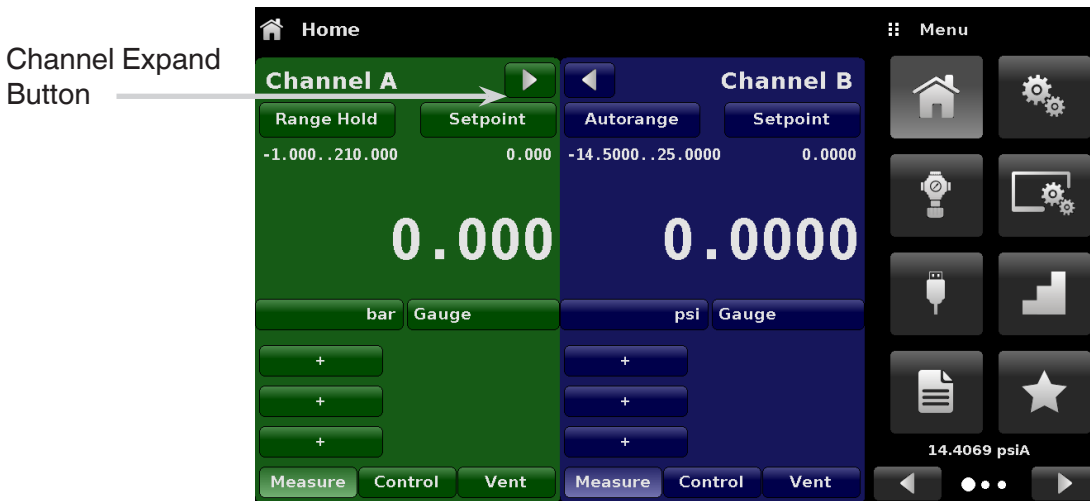 Channel Expand
Button
Home
Channel A
Range Hold
Setpoint
-1.000..210.000
0.000
0.000
bar
Gauge
+
+
+
Measure
Control
Vent
Channel B
Autorange
Setpoint
-14.5000..25.0000
0.0000
0.0000
psi
Gauge
+
+
+
Measure
Control
Vent
Menu
14.4069 psiA